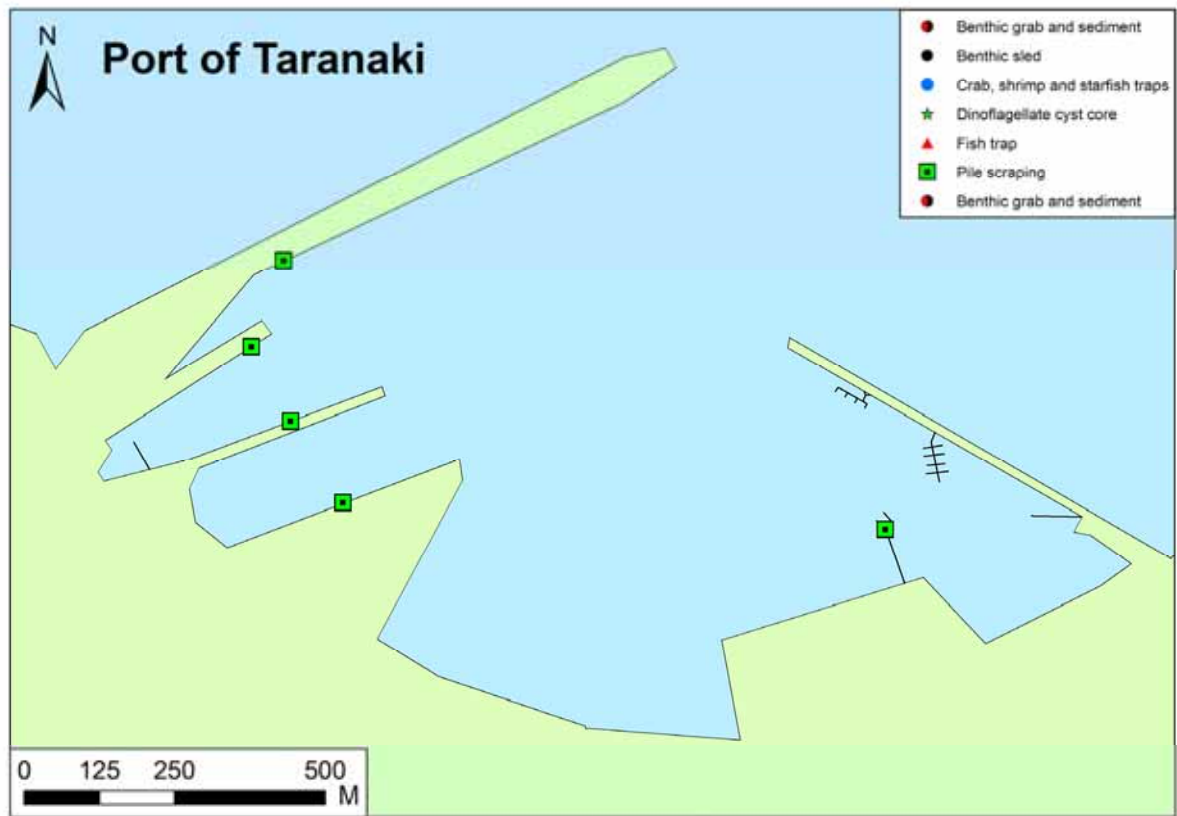 N
Port of Taranaki
Benthic grab and sediment
Benthic sled
Crab, shrimp and starfish traps
Dinoflagellate cyst core
Fish trap
Pile scraping
Benthic grab and sediment
0 125 250 500
M